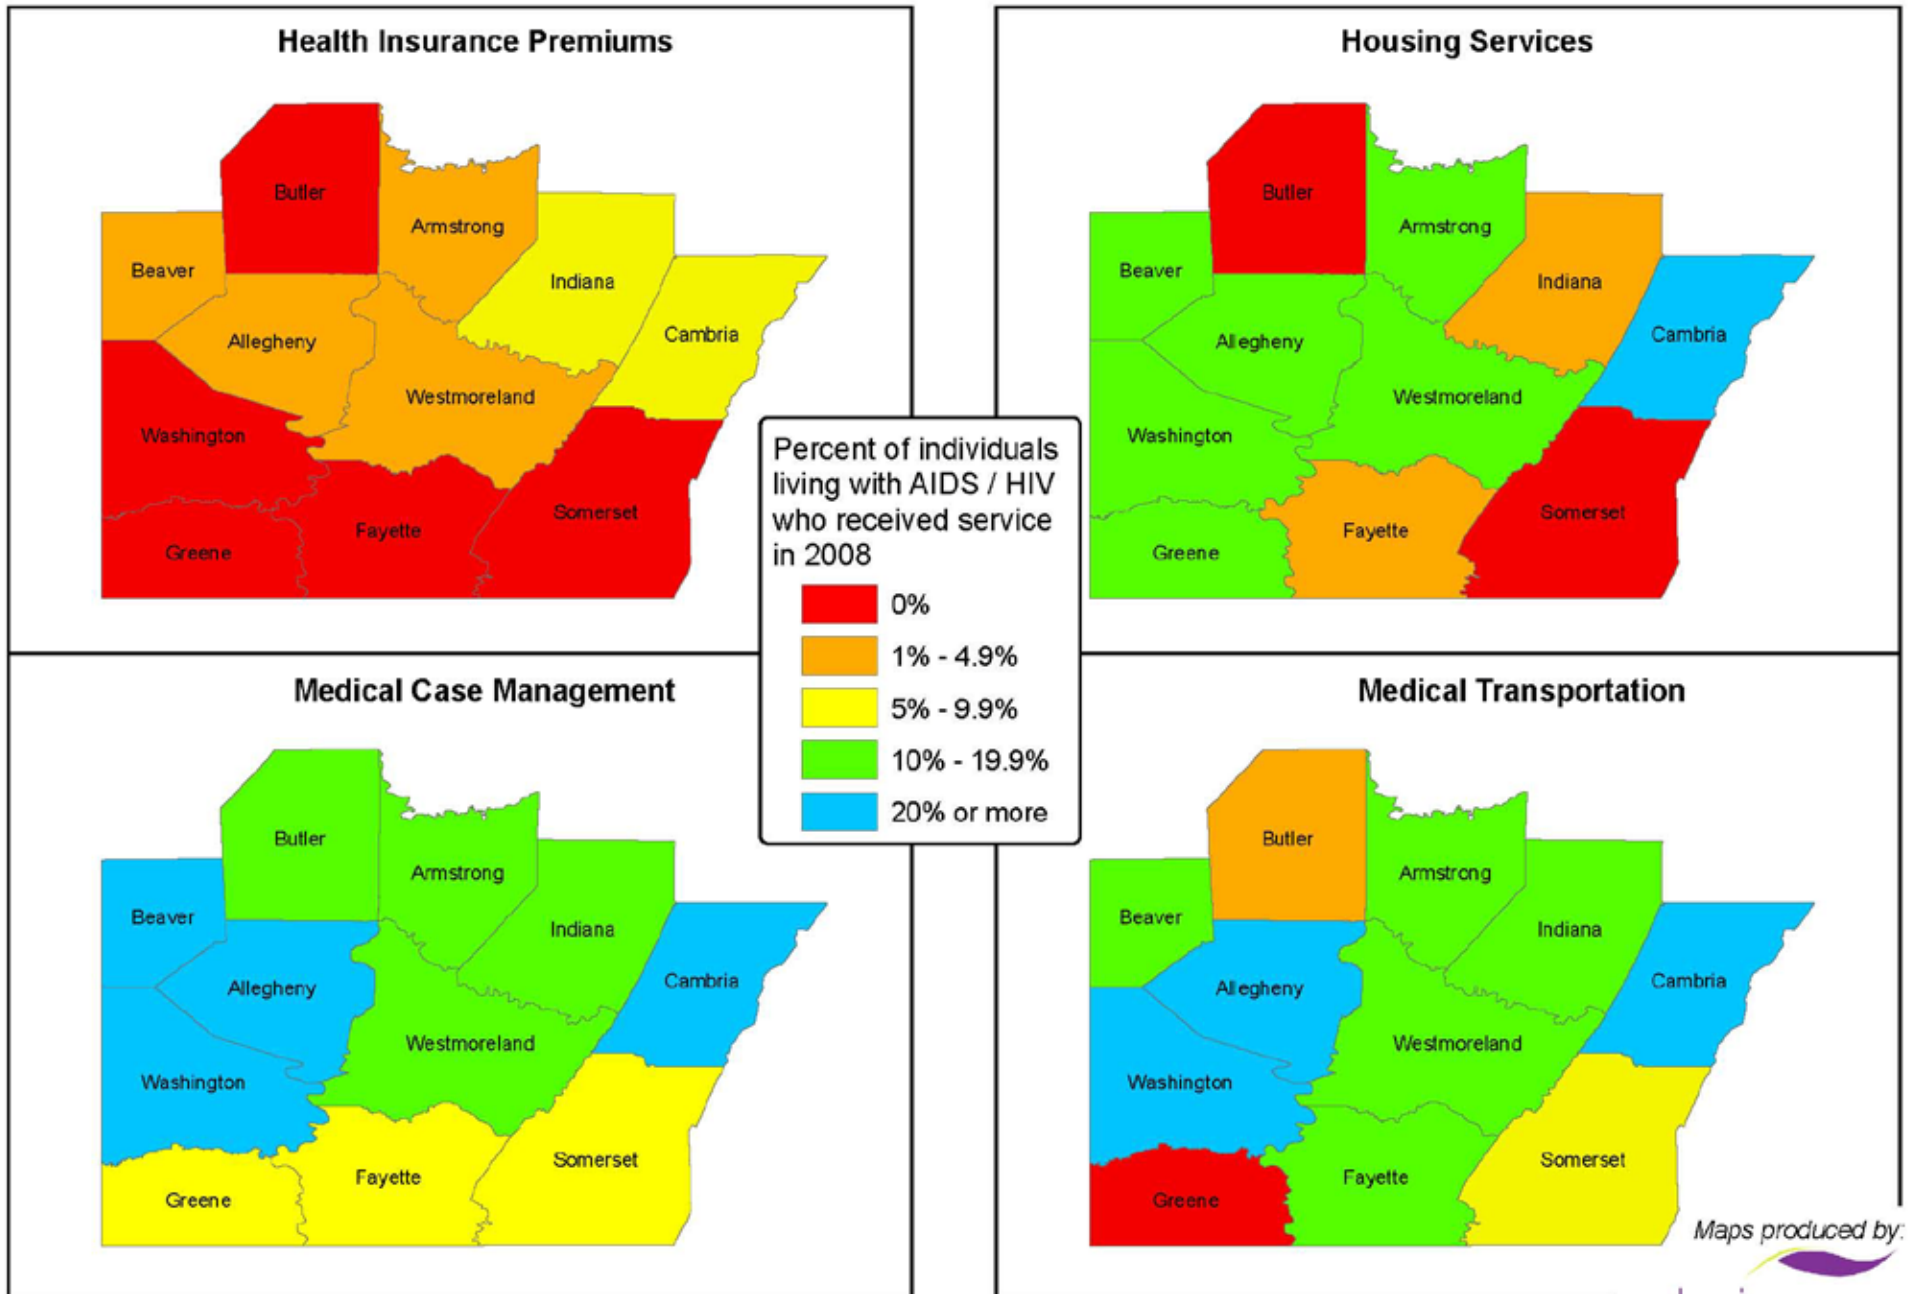 Health Insurance Premiums
Butler
Armstrong
Beaver
Indiana
Cambria
Allegheny
Westmoreland
Washington
Somerset
Fayette
Greene
Housing Services
Butler
Armstrong
Beaver
Indiana
Cambria
Allegheny
Westmoreland
Washington
Somerset
Fayette
Greene
Percent of individuals
living with AIDS / HIV
who received service
in 2008
0%
1% - 4.9%
5% - 9.9%
10% - 19.9%
20% or more
Medical Case Management
Butler
Armstrong
Beaver
Indiana
Cambria
Allegheny
Westmoreland
Washington
Somerset
Fayette
Greene
Medical Transportation
Butler
Armstrong
Beaver
Indiana
Cambria
Allegheny
Westmoreland
Washington
Somerset
Fayette
Greene
Maps produced by: